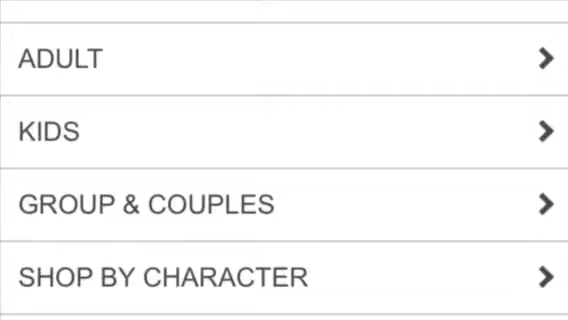 ADULT
KIDS
GROUP & COUPLES
SHOP BY CHARACTER